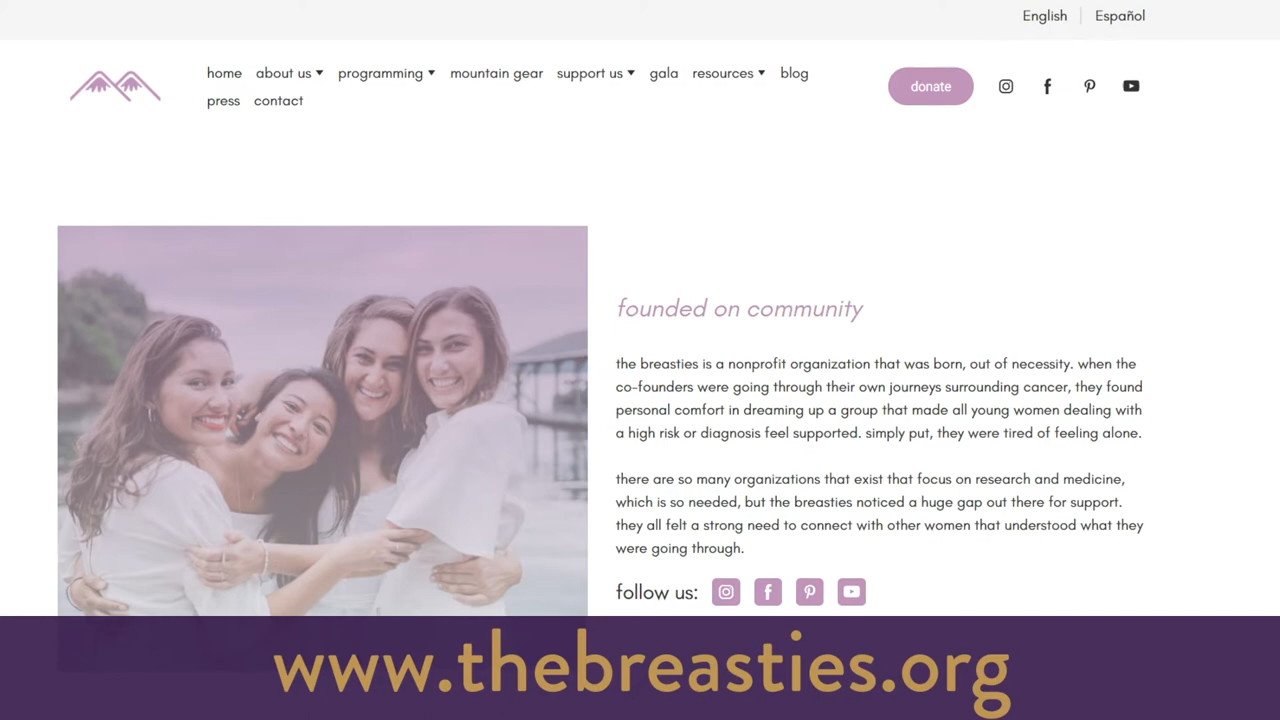 English
Español
home about us programming mountain gear support us gala resources blog
press contact
donate
founded on community
the breasties is a nonprofit organization that was born, out of necessity. when the
co-founders were going through their own journeys surrounding cancer, they found
personal comfort in dreaming up a group that made all young women dealing with
a high risk or diagnosis feel supported. simply put, they were tired of feeling alone.
there are so many organizations that exist that focus on research and medicine,
which is so needed, but the breasties noticed a huge gap out there for support.
they all felt a strong need to connect with other women that understood what they
were going through.
follow us:
www.thebreasties.org